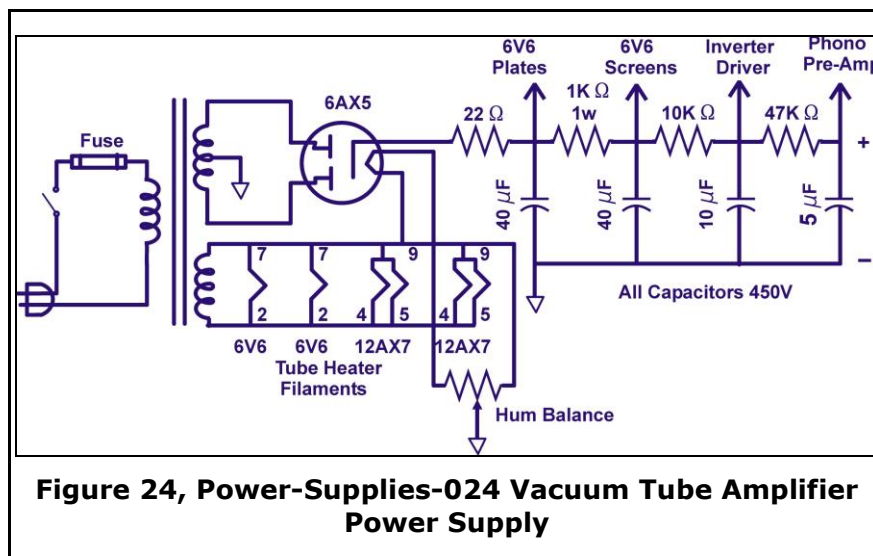 6V6
Plates
6V6
Screens
Inverter
Driver
Phono
Pre-Amp
6AX5
22 Ω
1K Ω
1w
10K Ω
47K Ω
Fuse
+
40 μF
40 μF
10 μF
5 μF
−
All Capacitors 450V
7
7
9
9
2
2
4
5
4
5
6V6
6V6
12AX7
12AX7
Tube Heater
Filaments
Hum Balance
Figure 24, Power-Supplies-024 Vacuum Tube Amplifier
Power Supply